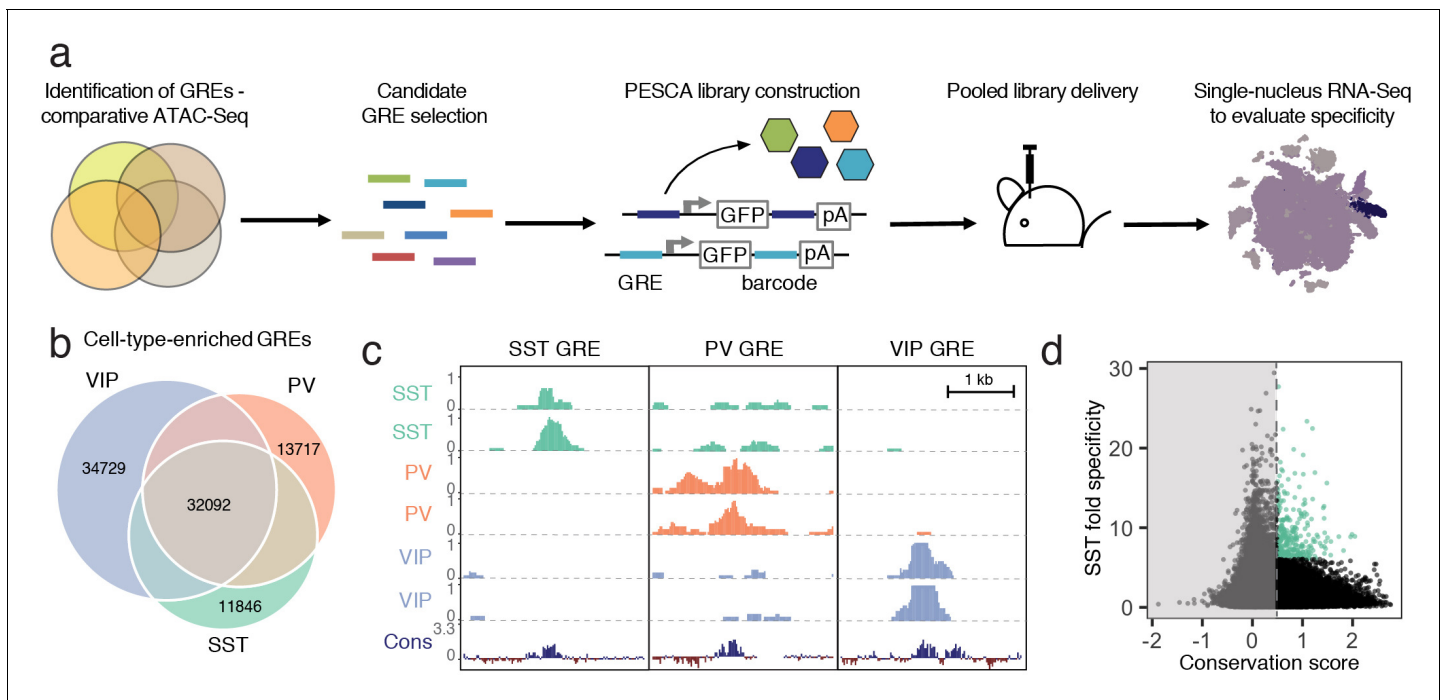 a
Identification of GREs -
comparative ATAC-Seq
Candidate
GRE selection
PESCA library construction
Pooled library delivery
Single-nucleus RNA-Seq
to evaluate specificity
GFP
pA
GFP
pA
GRE
barcode
b
Cell-type-enriched GREs
VIP
PV
34729
13717
32092
11846
SST
c
SST GRE
PV GRE
VIP GRE
1 kb
SST
1
0
SST
1
0
PV
1
0
PV
1
0
VIP
1
0
VIP
1
0
Cons
3.3
0
d
SST fold specificity
30
20
10
0
-2
-1
0
1
2
Conservation score